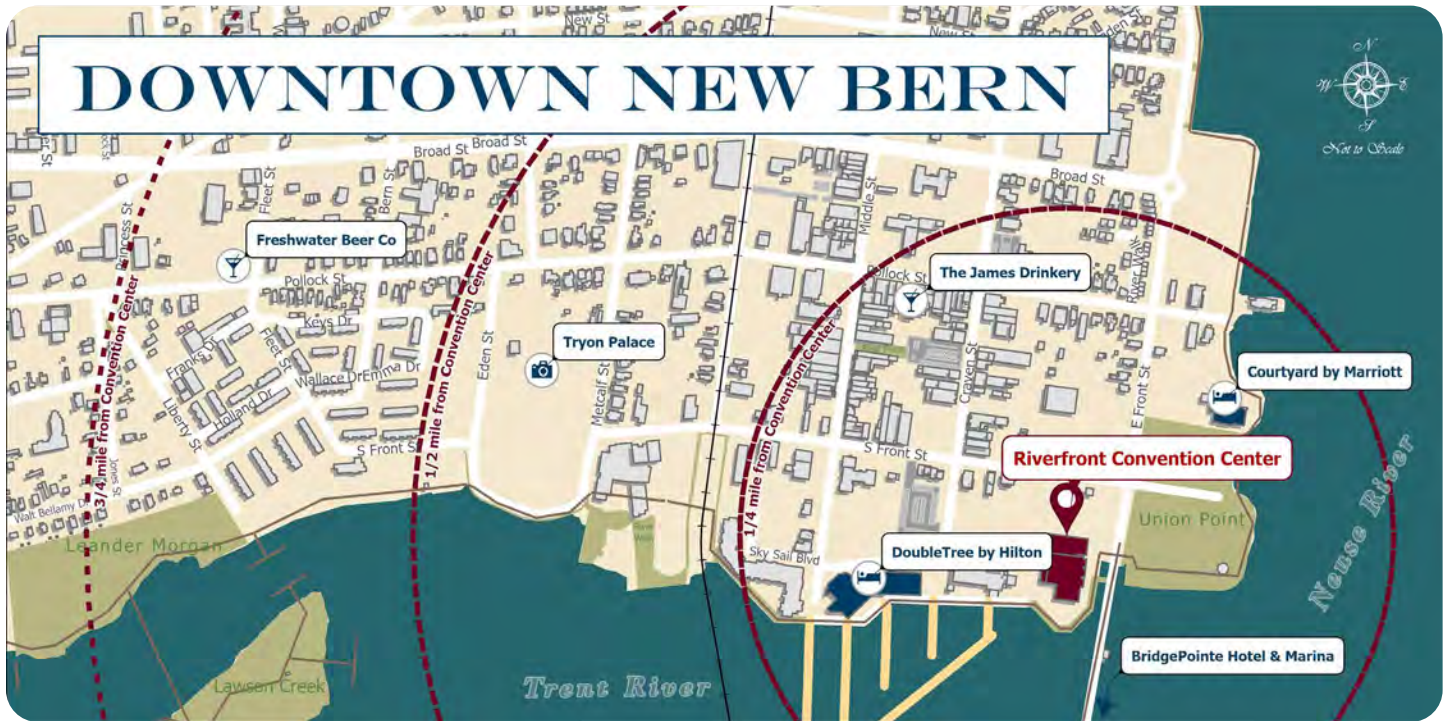 New St
New St
DOWNTOWN NEW BERN
N
W
E
S
Not to Scale
Broad St
Broad St
Broad St
Fleet St
Bern St
Middle St
Freshwater Beer Co
Pollock St
Pollock St
The James Drinkery
Keys Dr
Fleet St
Franks Dr
Wallace Dr
Emma Dr
Holland Dr
Liberty St
Eden St
Tryon Palace
Metcalf St
Craven St
E Front St
Courtyard by Marriott
S Front St
S Front St
3/4 mile from Convention Center
1/2 mile from Convention Center
1/4 mile from Convention Center
Riverfront Convention Center
Jones St
Walt Bellamy Dr
Leander Morgan
Union Point
Sky Sail Blvd
DoubleTree by Hilton
Neuse River
BridgePointe Hotel & Marina
Lawson Creek
Trent River